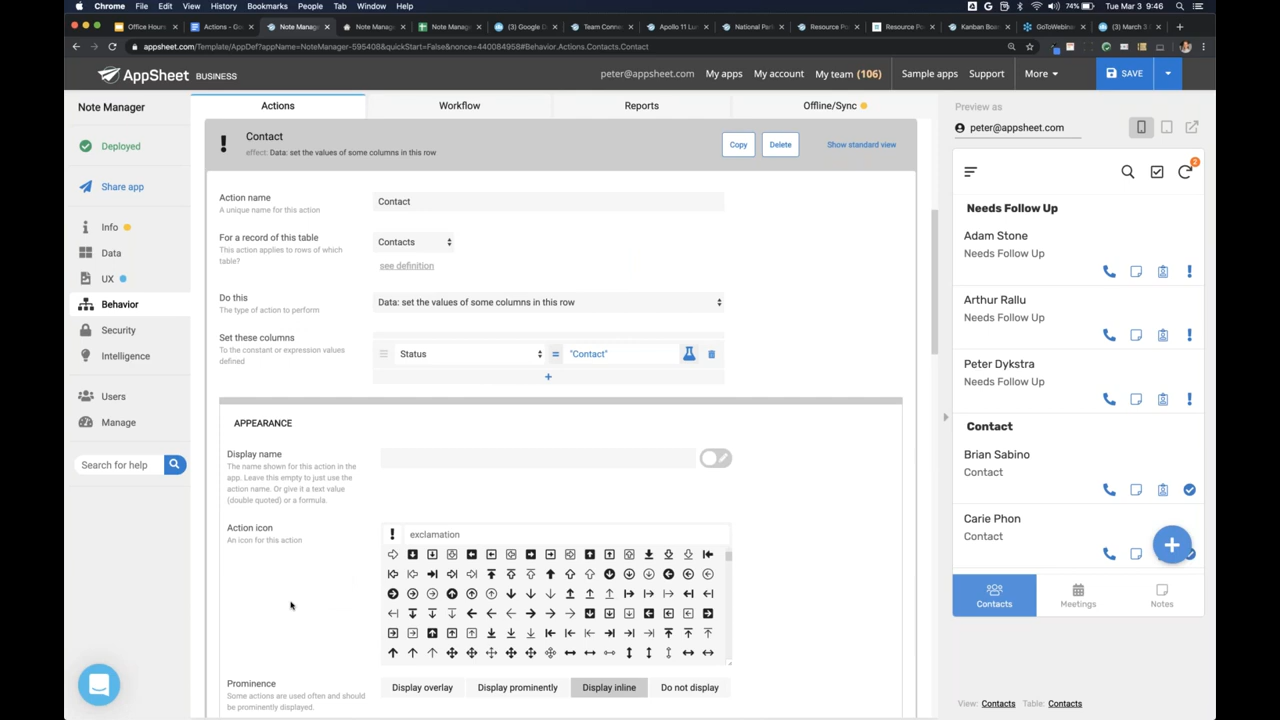 Chrome File Edit View History Bookmarks People Tab Window Help
74% Tue Mar 3 9:46
Office Hours Actions - Ge Note Manag Note Manage Note Manag (3) Google D Team Conne Apollo 11 Lu National Par Resource Po Resource Pa Kanban Boar GoToWebinar (3) March 3
appsheet.com/Template/AppDef?appName=NoteManager-595408&quickStart=False&nonce=440084958#Behavior.Actions.Contacts.Contact
AppSheet BUSINESS
peter@appsheet.com My apps My account My team (106) Sample apps Support More SAVE
Note Manager
Deployed
Share app
Info
Data
UX
Behavior
Security
Intelligence
Users
Manage
Search for help
Actions Workflow Reports Offline/Sync
Contact
effect: Data: set the values of some columns in this row
Copy Delete Show standard view
Action name
A unique name for this action
Contact
For a record of this table
This action applies to rows of which
table?
Contacts
see definition
Do this
The type of action to perform
Data: set the values of some columns in this row
Set these columns
To the constant or expression values
defined
Status = "Contact"
+
APPEARANCE
Display name
The name shown for this action in the
app. Leave this empty to just use the
action name. Or give it a text value
(double quoted) or a formula.
Action icon
An icon for this action
exclamation
Prominence
Some actions are used often and should
be prominently displayed.
Display overlay Display prominently Display inline Do not display
Preview as
peter@appsheet.com
2
Needs Follow Up
Adam Stone
Needs Follow Up
Arthur Rallu
Needs Follow Up
Peter Dykstra
Needs Follow Up
Contact
Brian Sabino
Contact
Carie Phon
Contact
+
Contacts Meetings Notes
View: Contacts Table: Contacts